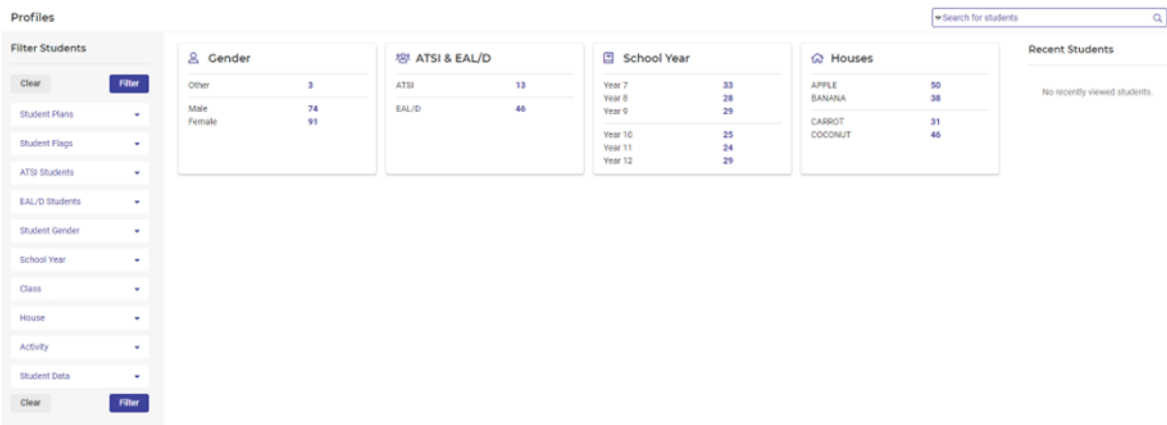 Profiles
Search for students
Filter Students
Clear Filter
Student Plans
Student Flags
ATSI Students
EAL/D Students
Student Gender
School Year
Class
House
Activity
Student Data
Clear Filter
Gender
Other 3
Male 74
Female 91
ATSI & EAL/D
ATSI 13
EAL/D 46
School Year
Year 7 33
Year 8 28
Year 9 29
Year 10 25
Year 11 24
Year 12 29
Houses
APPLE 50
BANANA 38
CARROT 31
COCONUT 46
Recent Students
No recently viewed students.